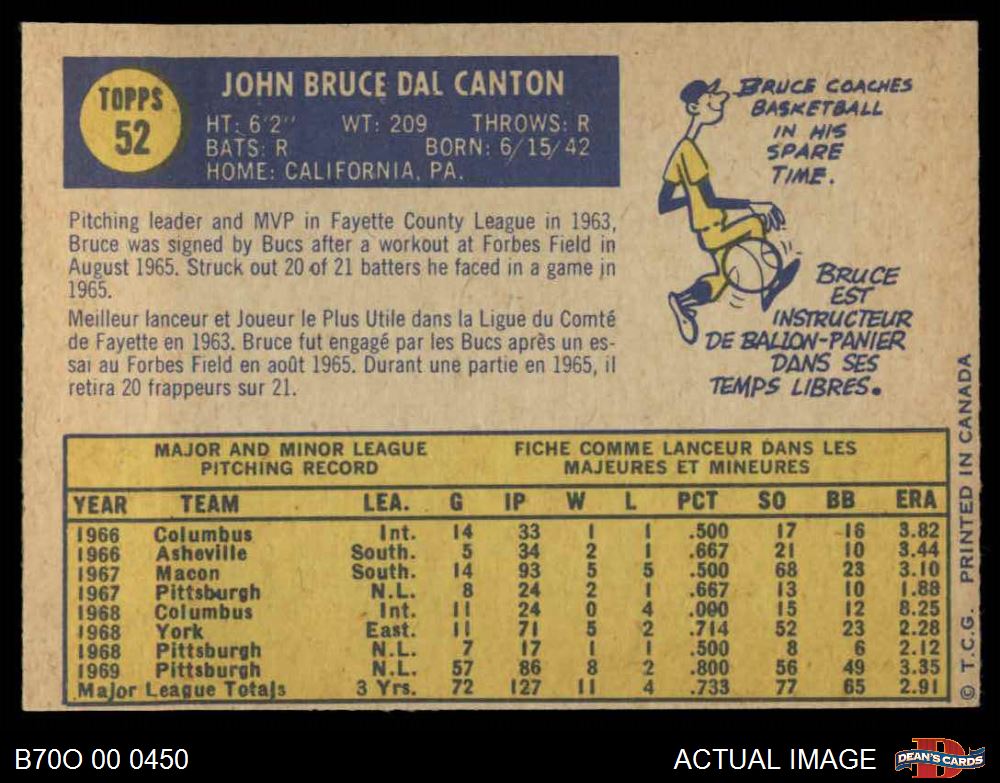 TOPPS
52
JOHN BRUCE DAL CANTON
HT: 6'2" WT: 209 THROWS: R
BATS: R BORN: 6/15/42
HOME: CALIFORNIA, PA.
BRUCE COACHES
BASKETBALL
IN HIS
SPARE
TIME.
Pitching leader and MVP in Fayette County League in 1963,
Bruce was signed by Bucs after a workout at Forbes Field in
August 1965. Struck out 20 of 21 batters he faced in a game in
1965.
Meilleur lanceur et Joueur le Plus Utile dans la Ligue du Comté
de Fayette en 1963. Bruce fut engagé par les Bucs après un es-
sai au Forbes Field en août 1965. Durant une partie en 1965, il
retira 20 frappeurs sur 21.
BRUCE
EST
INSTRUCTEUR
DE BALLON-PANIER
DANS SES
TEMPS LIBRES.
MAJOR AND MINOR LEAGUE
PITCHING RECORD
FICHE COMME LANCEUR DANS LES
MAJEURES ET MINEURES
YEAR TEAM LEA. G IP W L PCT SO BB ERA
1966 Columbus Int. 14 33 1 1 .500 17 16 3.82
1966 Asheville South. 5 34 2 1 .667 21 10 3.44
1967 Macon South. 14 93 5 5 .500 68 23 3.10
1967 Pittsburgh N.L. 8 24 2 1 .667 13 10 1.88
1968 Columbus Int. 11 24 0 4 .000 15 12 8.25
1968 York East. 11 71 5 2 .714 52 23 2.28
1968 Pittsburgh N.L. 7 17 1 1 .500 8 6 2.12
1969 Pittsburgh N.L. 57 86 8 2 .800 56 49 3.35
Major League Totals 3 Yrs. 72 127 11 4 .733 77 65 2.91
© T.C.G. PRINTED IN CANADA
B70O 00 0450
ACTUAL IMAGE
D
DEAN'S CARDS